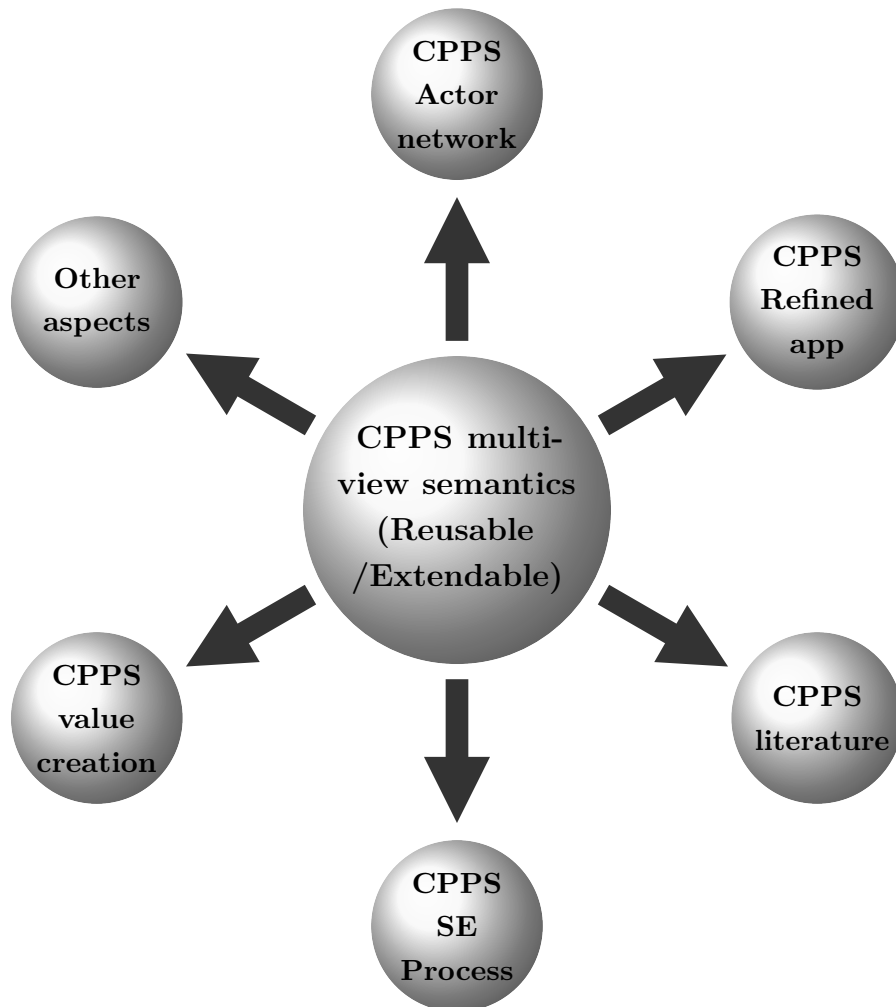 CPPS
Actor
network
Other
aspects
CPPS
Refined
app
CPPS multi-
view semantics
(Reusable
/Extendable)
CPPS
value
creation
CPPS
literature
CPPS
SE
Process